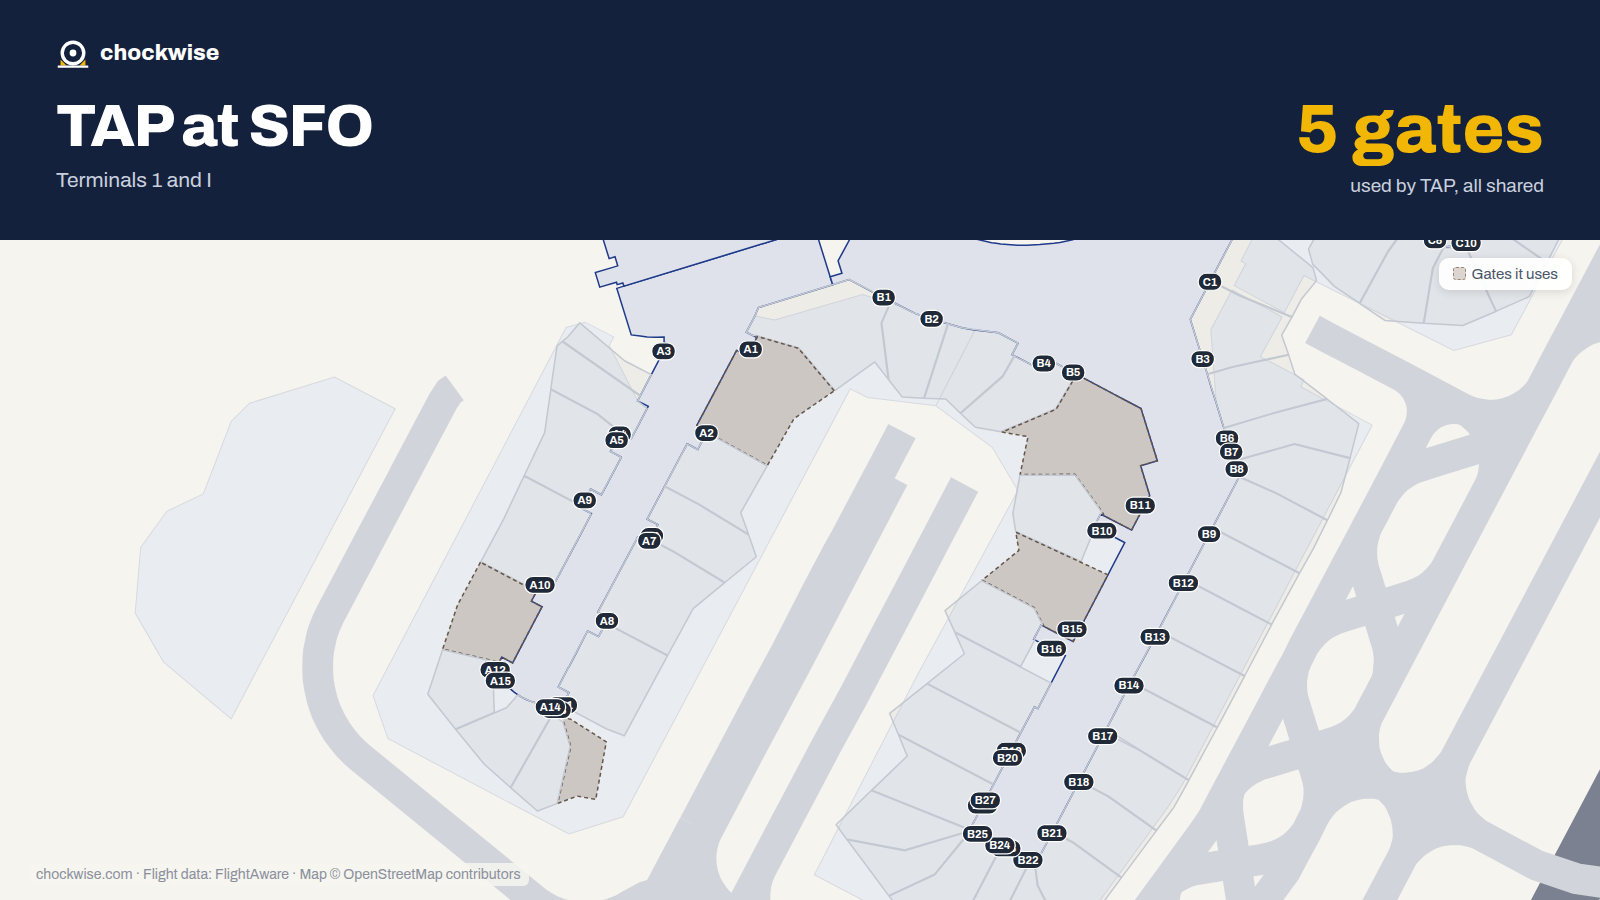 chockwise
TAP at SFO
Terminals 1 and I
5 gates
used by TAP, all shared
C10
Gates it uses
C1
B1
B2
A3
A1
B3
B4
B5
A2
A5
B6
B7
B8
A9
B11
B10
A7
B9
A10
B12
A8
B15
B13
B16
A12
A15
B14
A14
B17
B20
B18
B27
B25
B21
B24
B22
chockwise.com · Flight data: FlightAware · Map © OpenStreetMap contributors